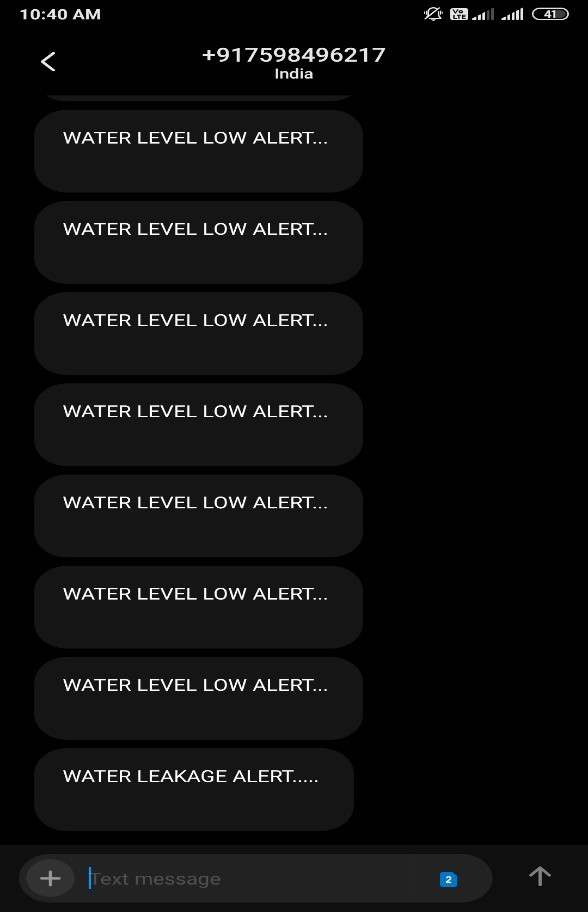 10:40 AM
Vo
LTE
41
+917598496217
India
WATER LEVEL LOW ALERT...
WATER LEVEL LOW ALERT...
WATER LEVEL LOW ALERT...
WATER LEVEL LOW ALERT...
WATER LEVEL LOW ALERT...
WATER LEVEL LOW ALERT...
WATER LEVEL LOW ALERT...
WATER LEAKAGE ALERT.....
Text message
2